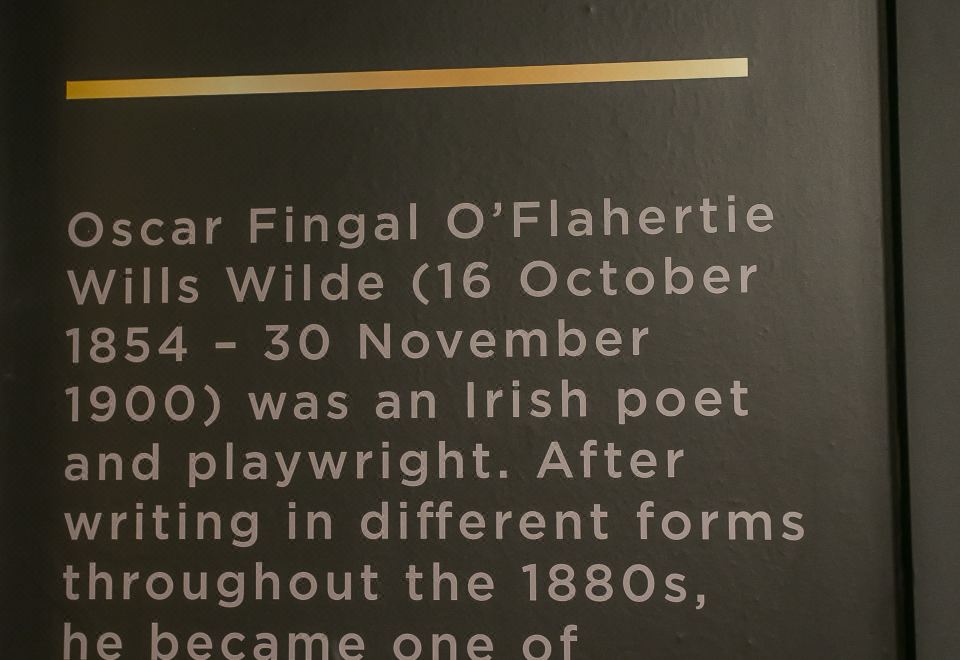 Oscar Fingal O’Flahertie
Wills Wilde (16 October
1854 – 30 November
1900) was an Irish poet
and playwright. After
writing in different forms
throughout the 1880s,
he became one of